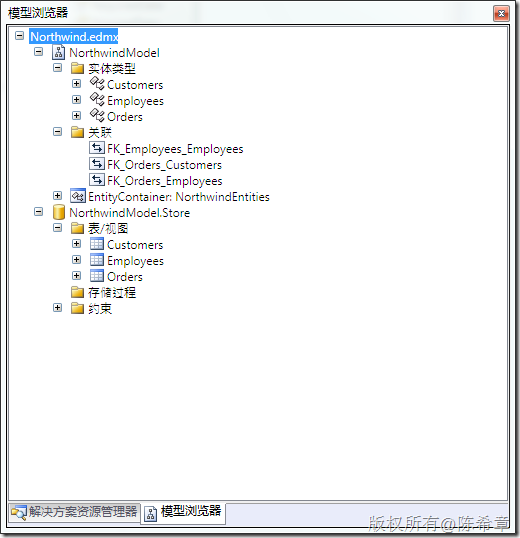 模型浏览器
Northwind.edmx
NorthwindModel
实体类型
Customers
Employees
Orders
关联
FK_Employees_Employees
FK_Orders_Customers
FK_Orders_Employees
EntityContainer: NorthwindEntities
NorthwindModel.Store
表/视图
Customers
Employees
Orders
存储过程
约束
解决方案资源管理器 模型浏览器
版权所有@陈希章